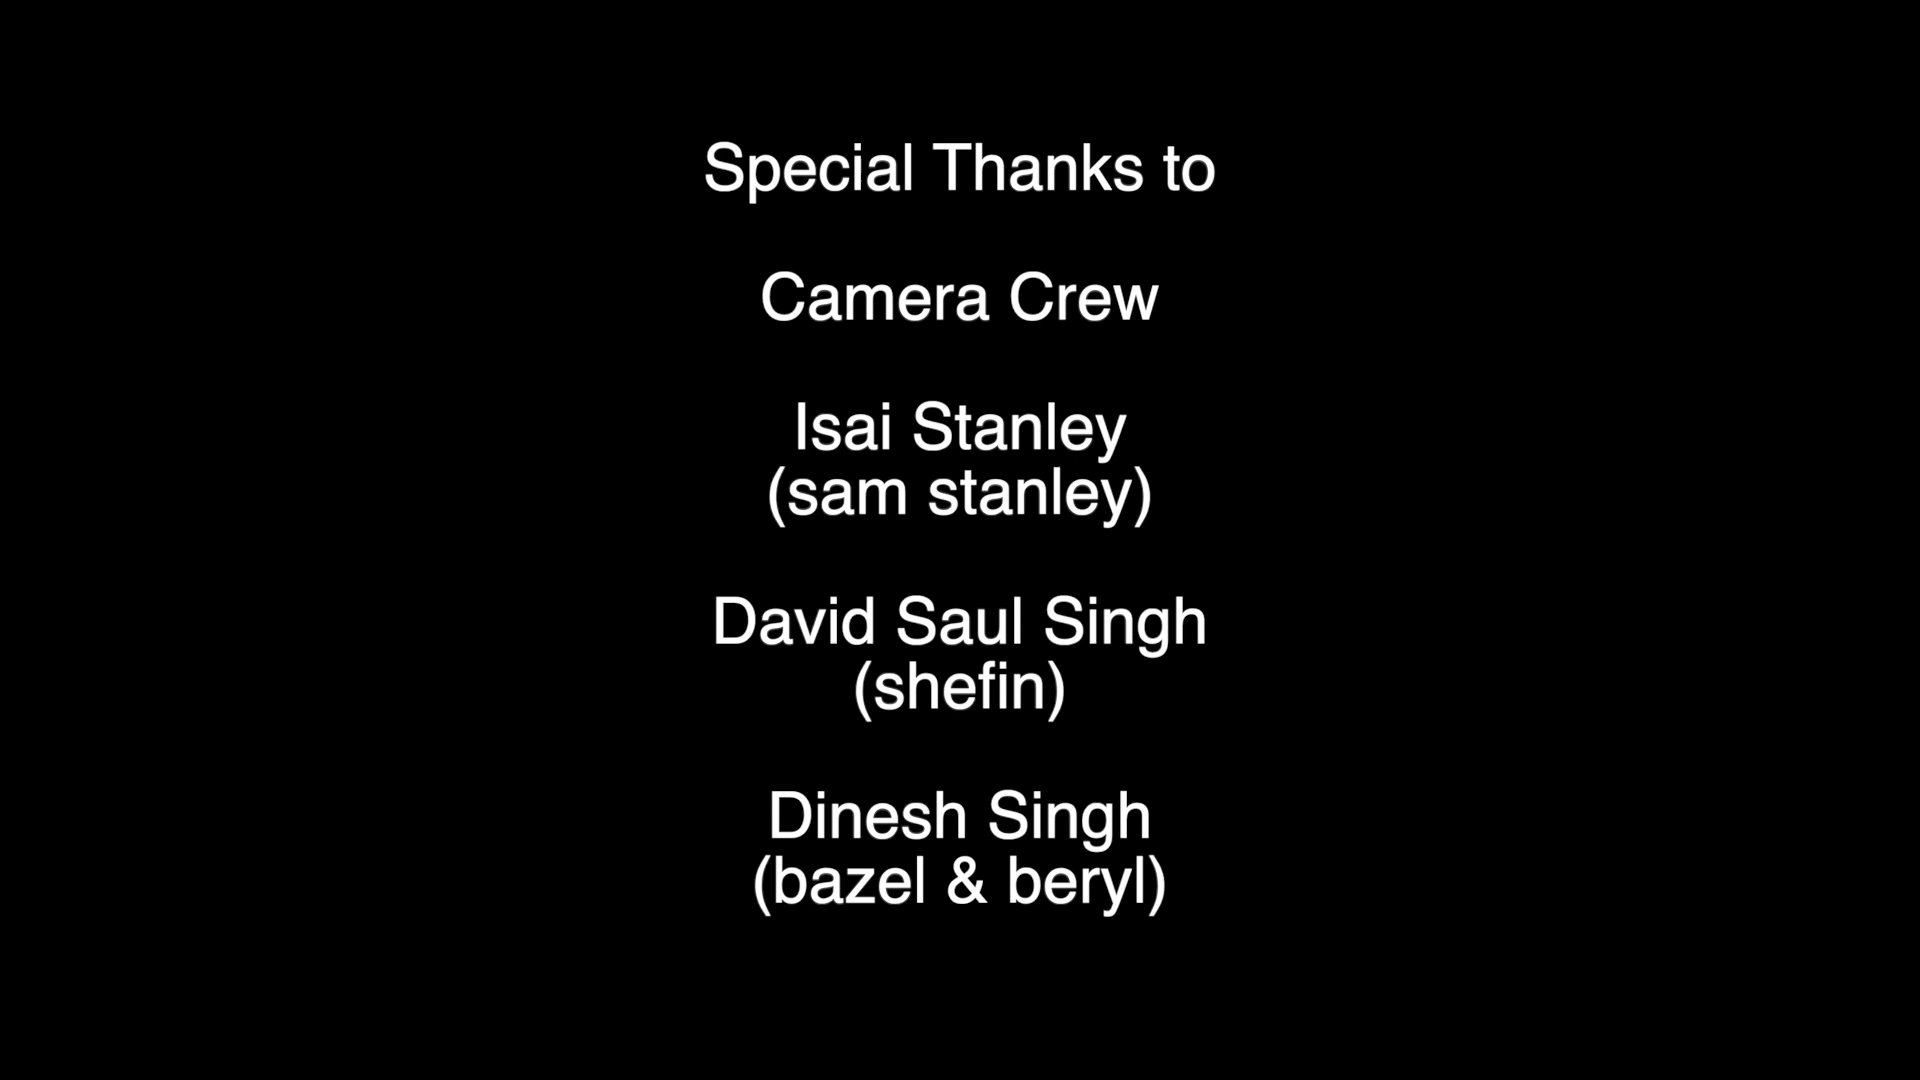 Special Thanks to
Camera Crew
Isai Stanley
(sam stanley)
David Saul Singh
(shefin)
Dinesh Singh
(bazel & beryl)